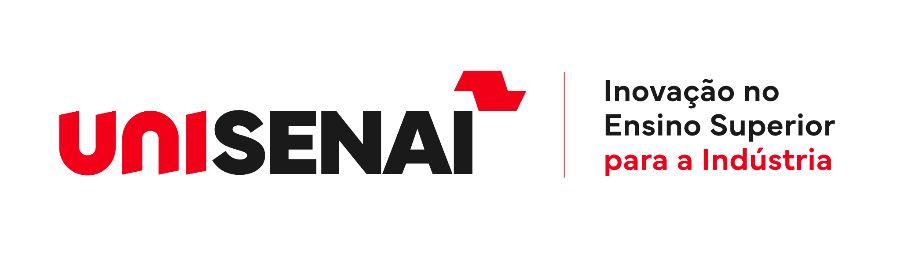 UNISENAI
Inovação no
Ensino Superior
para a Indústria